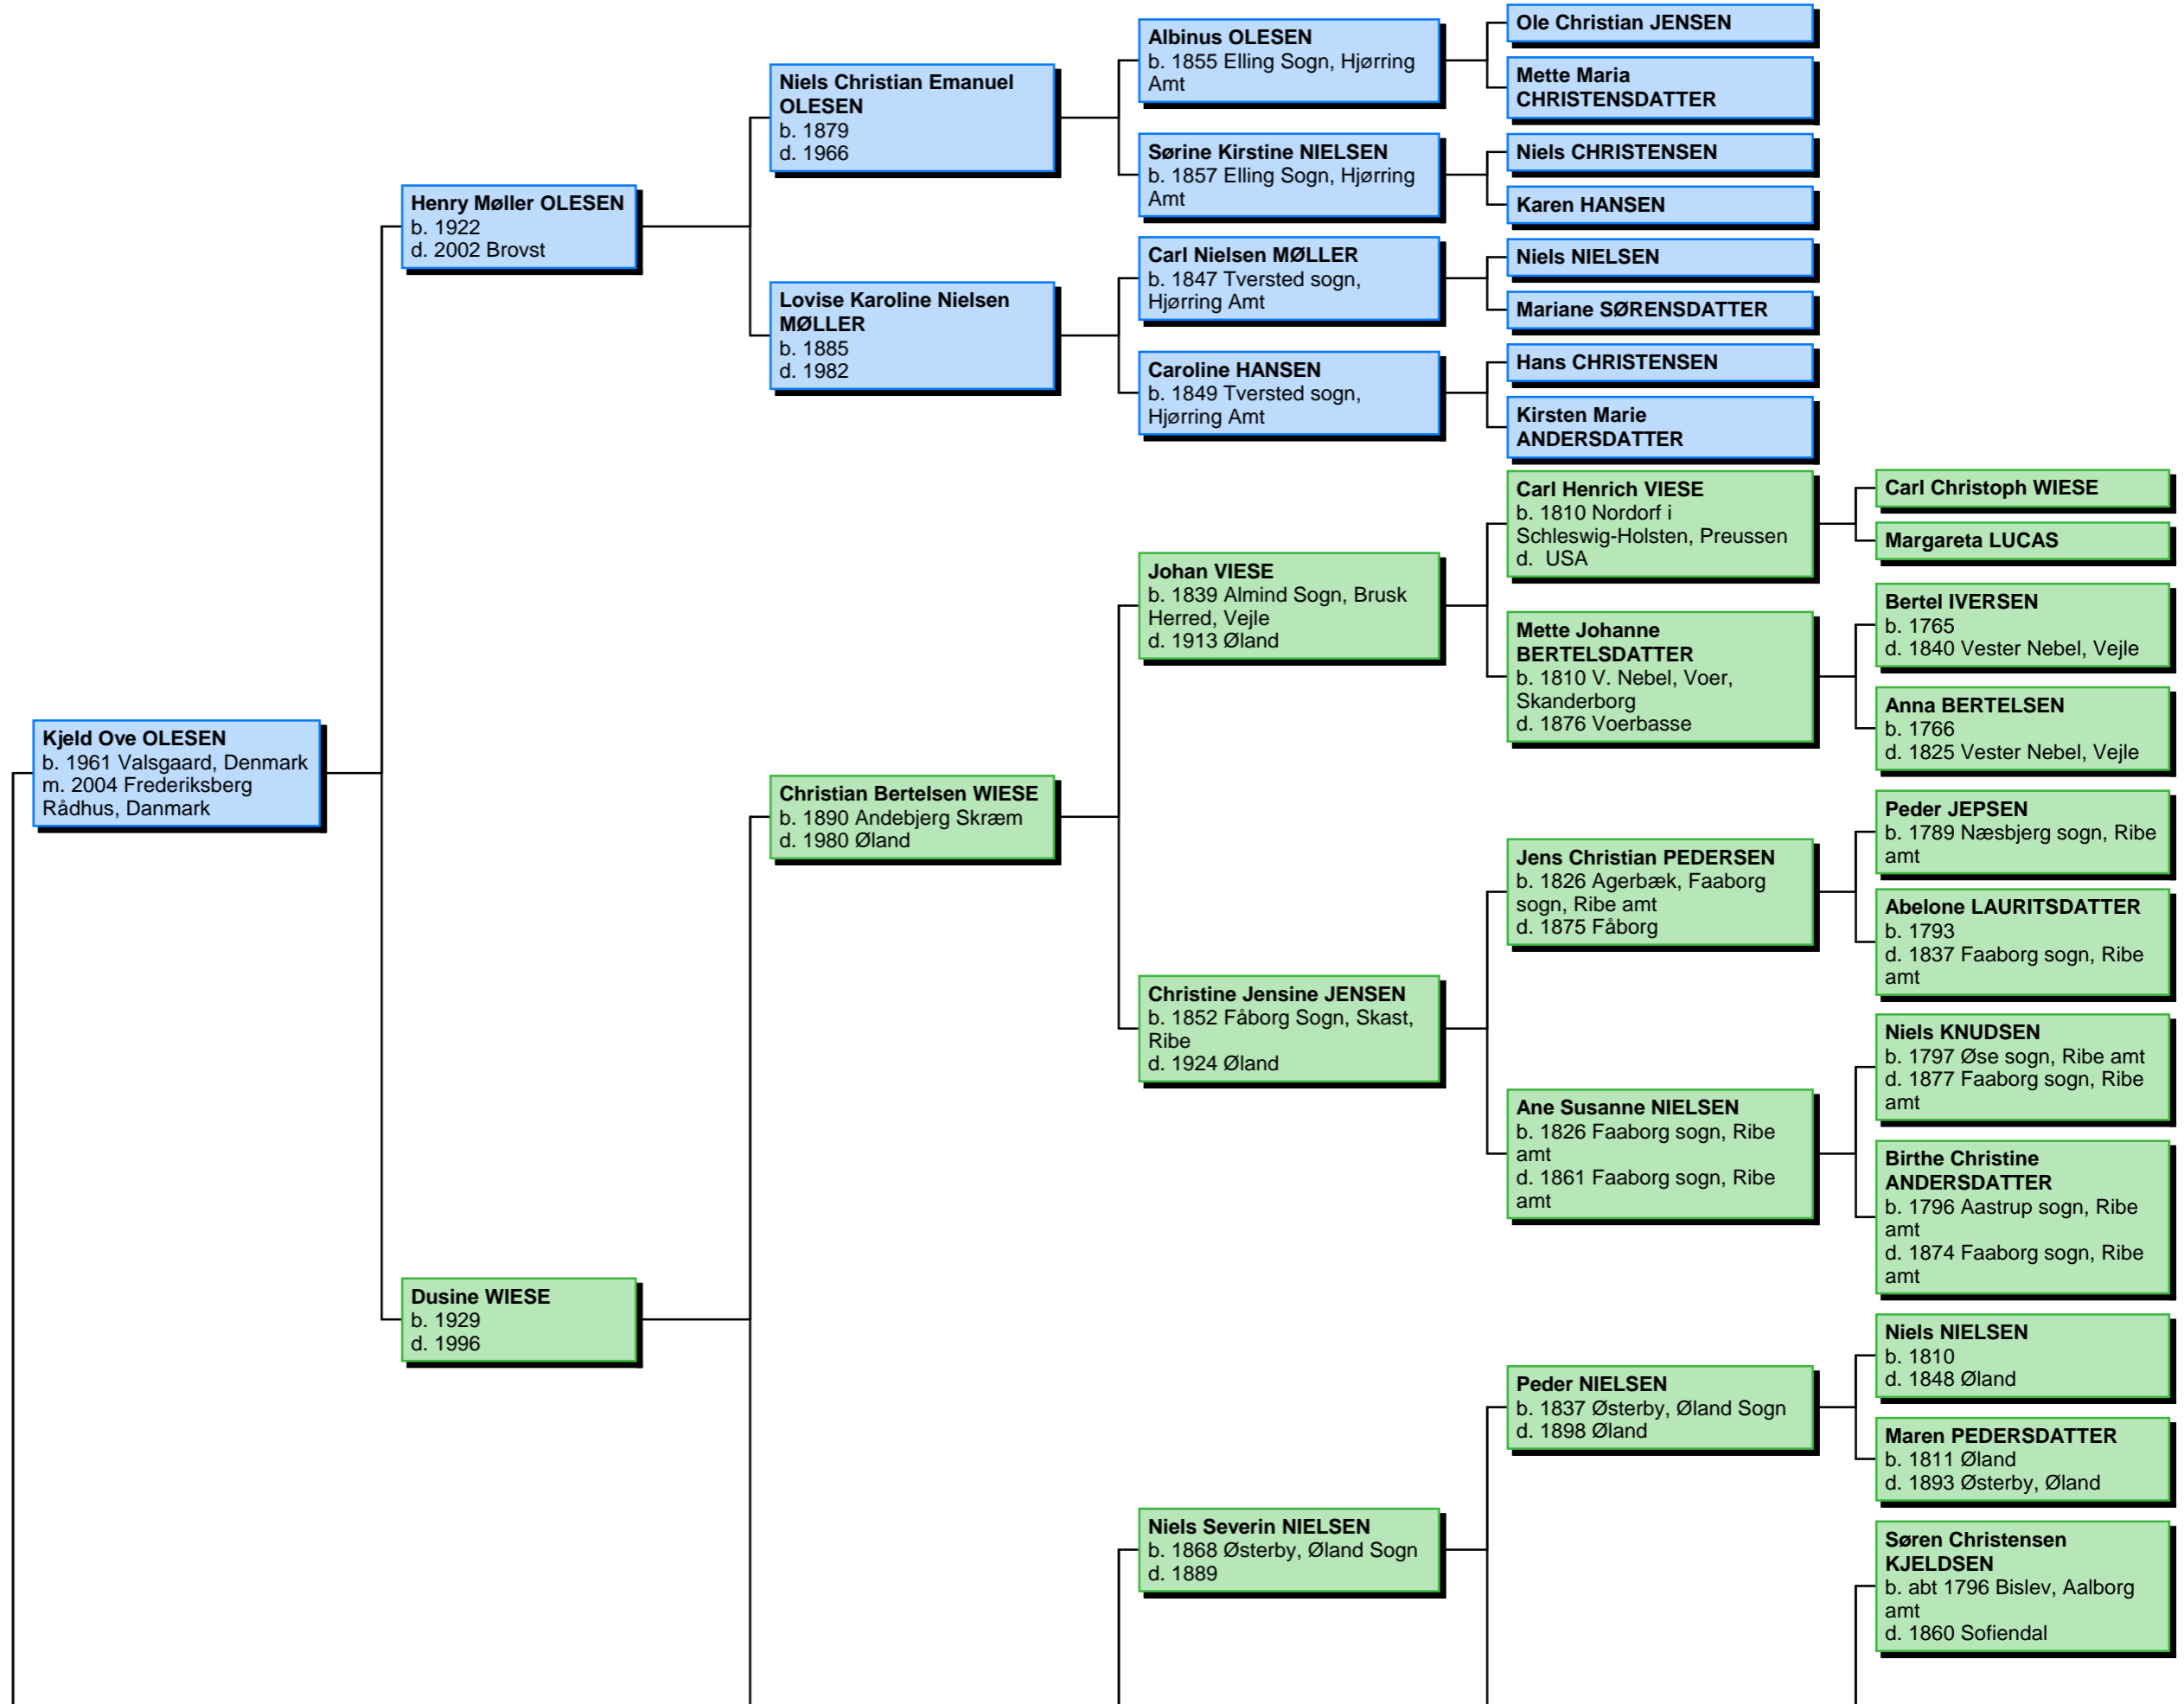 Kjeld Ove OLESEN
b. 1961 Valsgaard, Denmark
m. 2004 Frederiksberg
Rådhus, Danmark
Henry Møller OLESEN
b. 1922
d. 2002 Brovst
Dusine WIESE
b. 1929
d. 1996
Niels Christian Emanuel
OLESEN
b. 1879
d. 1966
Lovise Karoline Nielsen
MØLLER
b. 1885
d. 1982
Christian Bertelsen WIESE
b. 1890 Andebjerg Skræm
d. 1980 Øland
Albinus OLESEN
b. 1855 Elling Sogn, Hjørring
Amt
Sørine Kirstine NIELSEN
b. 1857 Elling Sogn, Hjørring
Amt
Carl Nielsen MØLLER
b. 1847 Tversted sogn,
Hjørring Amt
Caroline HANSEN
b. 1849 Tversted sogn,
Hjørring Amt
Johan VIESE
b. 1839 Almind Sogn, Brusk
Herred, Vejle
d. 1913 Øland
Christine Jensine JENSEN
b. 1852 Fåborg Sogn, Skast,
Ribe
d. 1924 Øland
Niels Severin NIELSEN
b. 1868 Østerby, Øland Sogn
d. 1889
Ole Christian JENSEN
Mette Maria
CHRISTENSDATTER
Niels CHRISTENSEN
Karen HANSEN
Niels NIELSEN
Mariane SØRENSDATTER
Hans CHRISTENSEN
Kirsten Marie
ANDERSDATTER
Carl Henrich VIESE
b. 1810 Nordorf i
Schleswig-Holsten, Preussen
d.  USA
Mette Johanne
BERTELSDATTER
b. 1810 V. Nebel, Voer,
Skanderborg
d. 1876 Voerbasse
Jens Christian PEDERSEN
b. 1826 Agerbæk, Faaborg
sogn, Ribe amt
d. 1875 Fåborg
Ane Susanne NIELSEN
b. 1826 Faaborg sogn, Ribe
amt
d. 1861 Faaborg sogn, Ribe
amt
Peder NIELSEN
b. 1837 Østerby, Øland Sogn
d. 1898 Øland
Carl Christoph WIESE
Margareta LUCAS
Bertel IVERSEN
b. 1765
d. 1840 Vester Nebel, Vejle
Anna BERTELSEN
b. 1766
d. 1825 Vester Nebel, Vejle
Peder JEPSEN
b. 1789 Næsbjerg sogn, Ribe
amt
Abelone LAURITSDATTER
b. 1793
d. 1837 Faaborg sogn, Ribe
amt
Niels KNUDSEN
b. 1797 Øse sogn, Ribe amt
d. 1877 Faaborg sogn, Ribe
amt
Birthe Christine
ANDERSDATTER
b. 1796 Aastrup sogn, Ribe
amt
d. 1874 Faaborg sogn, Ribe
amt
Niels NIELSEN
b. 1810
d. 1848 Øland
Maren PEDERSDATTER
b. 1811 Øland
d. 1893 Østerby, Øland
Søren Christensen
KJELDSEN
b. abt 1796 Bislev, Aalborg
amt
d. 1860 Sofiendal